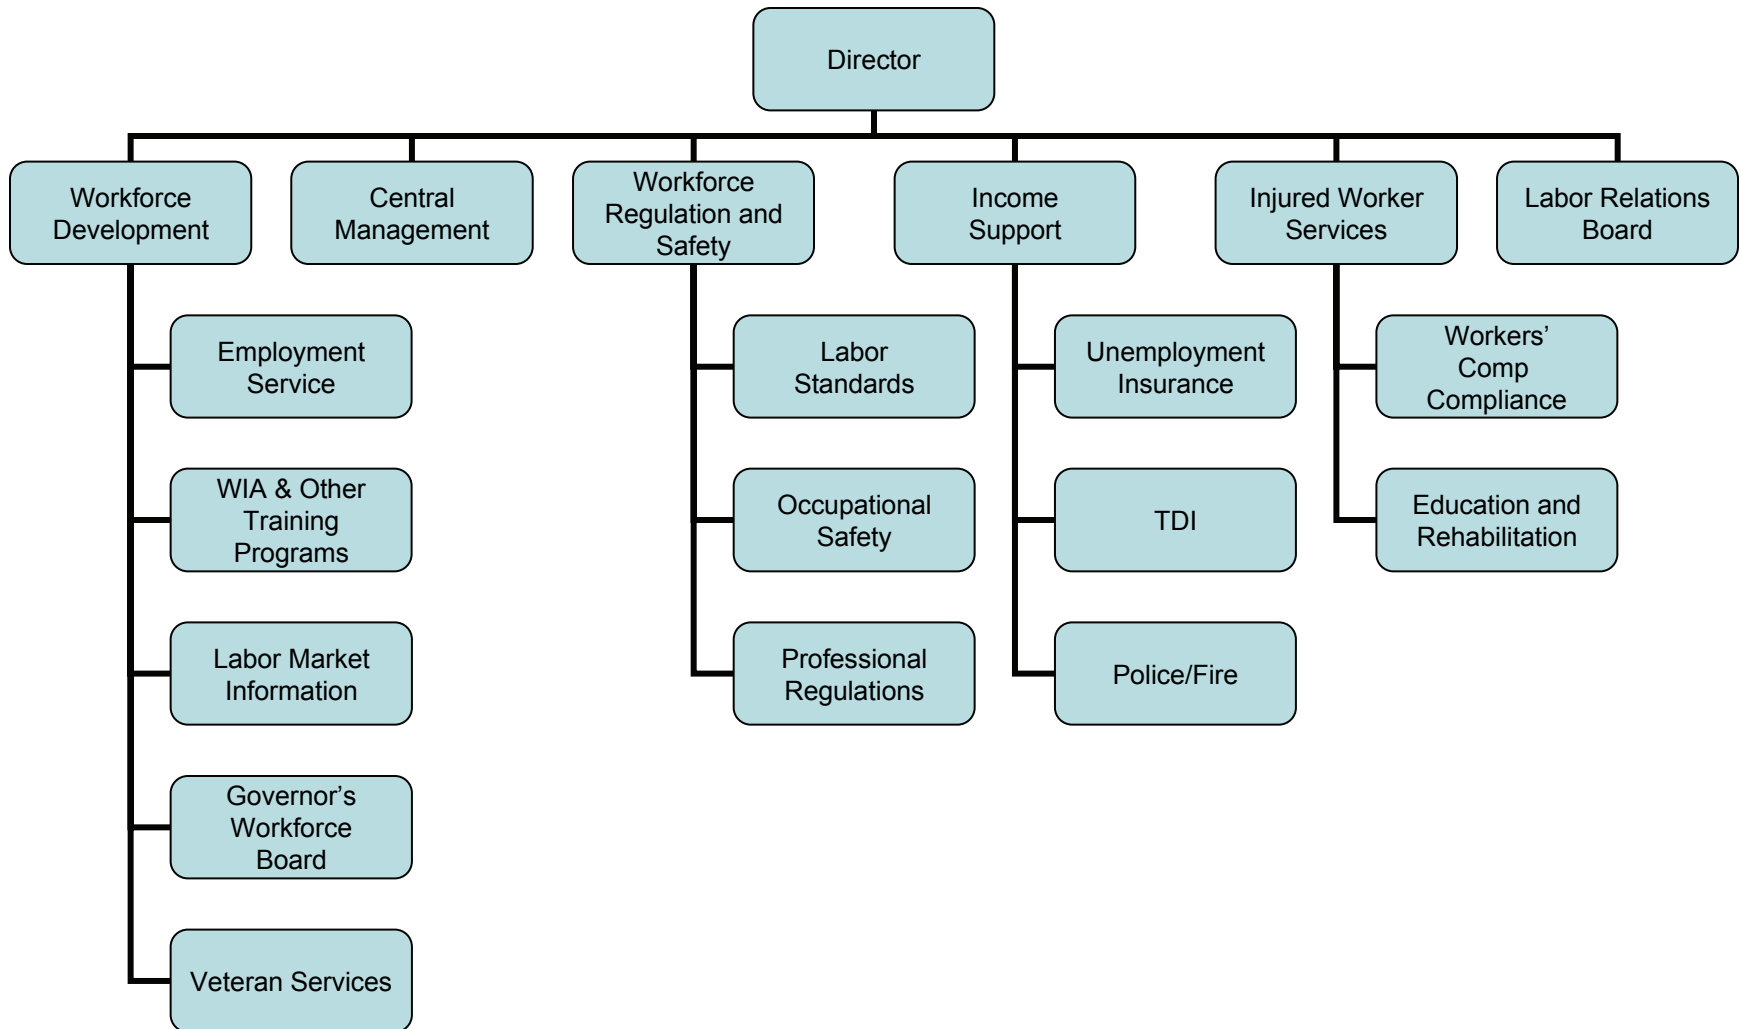 Director
Workforce
Development
Central
Management
Workforce
Regulation and
Safety
Income
Support
Injured Worker
Services
Labor Relations
Board
Employment
Service
WIA & Other
Training
Programs
Labor Market
Information
Governor’s
Workforce
Board
Veteran Services
Labor
Standards
Occupational
Safety
Professional
Regulations
Unemployment
Insurance
TDI
Police/Fire
Workers’
Comp
Compliance
Education and
Rehabilitation